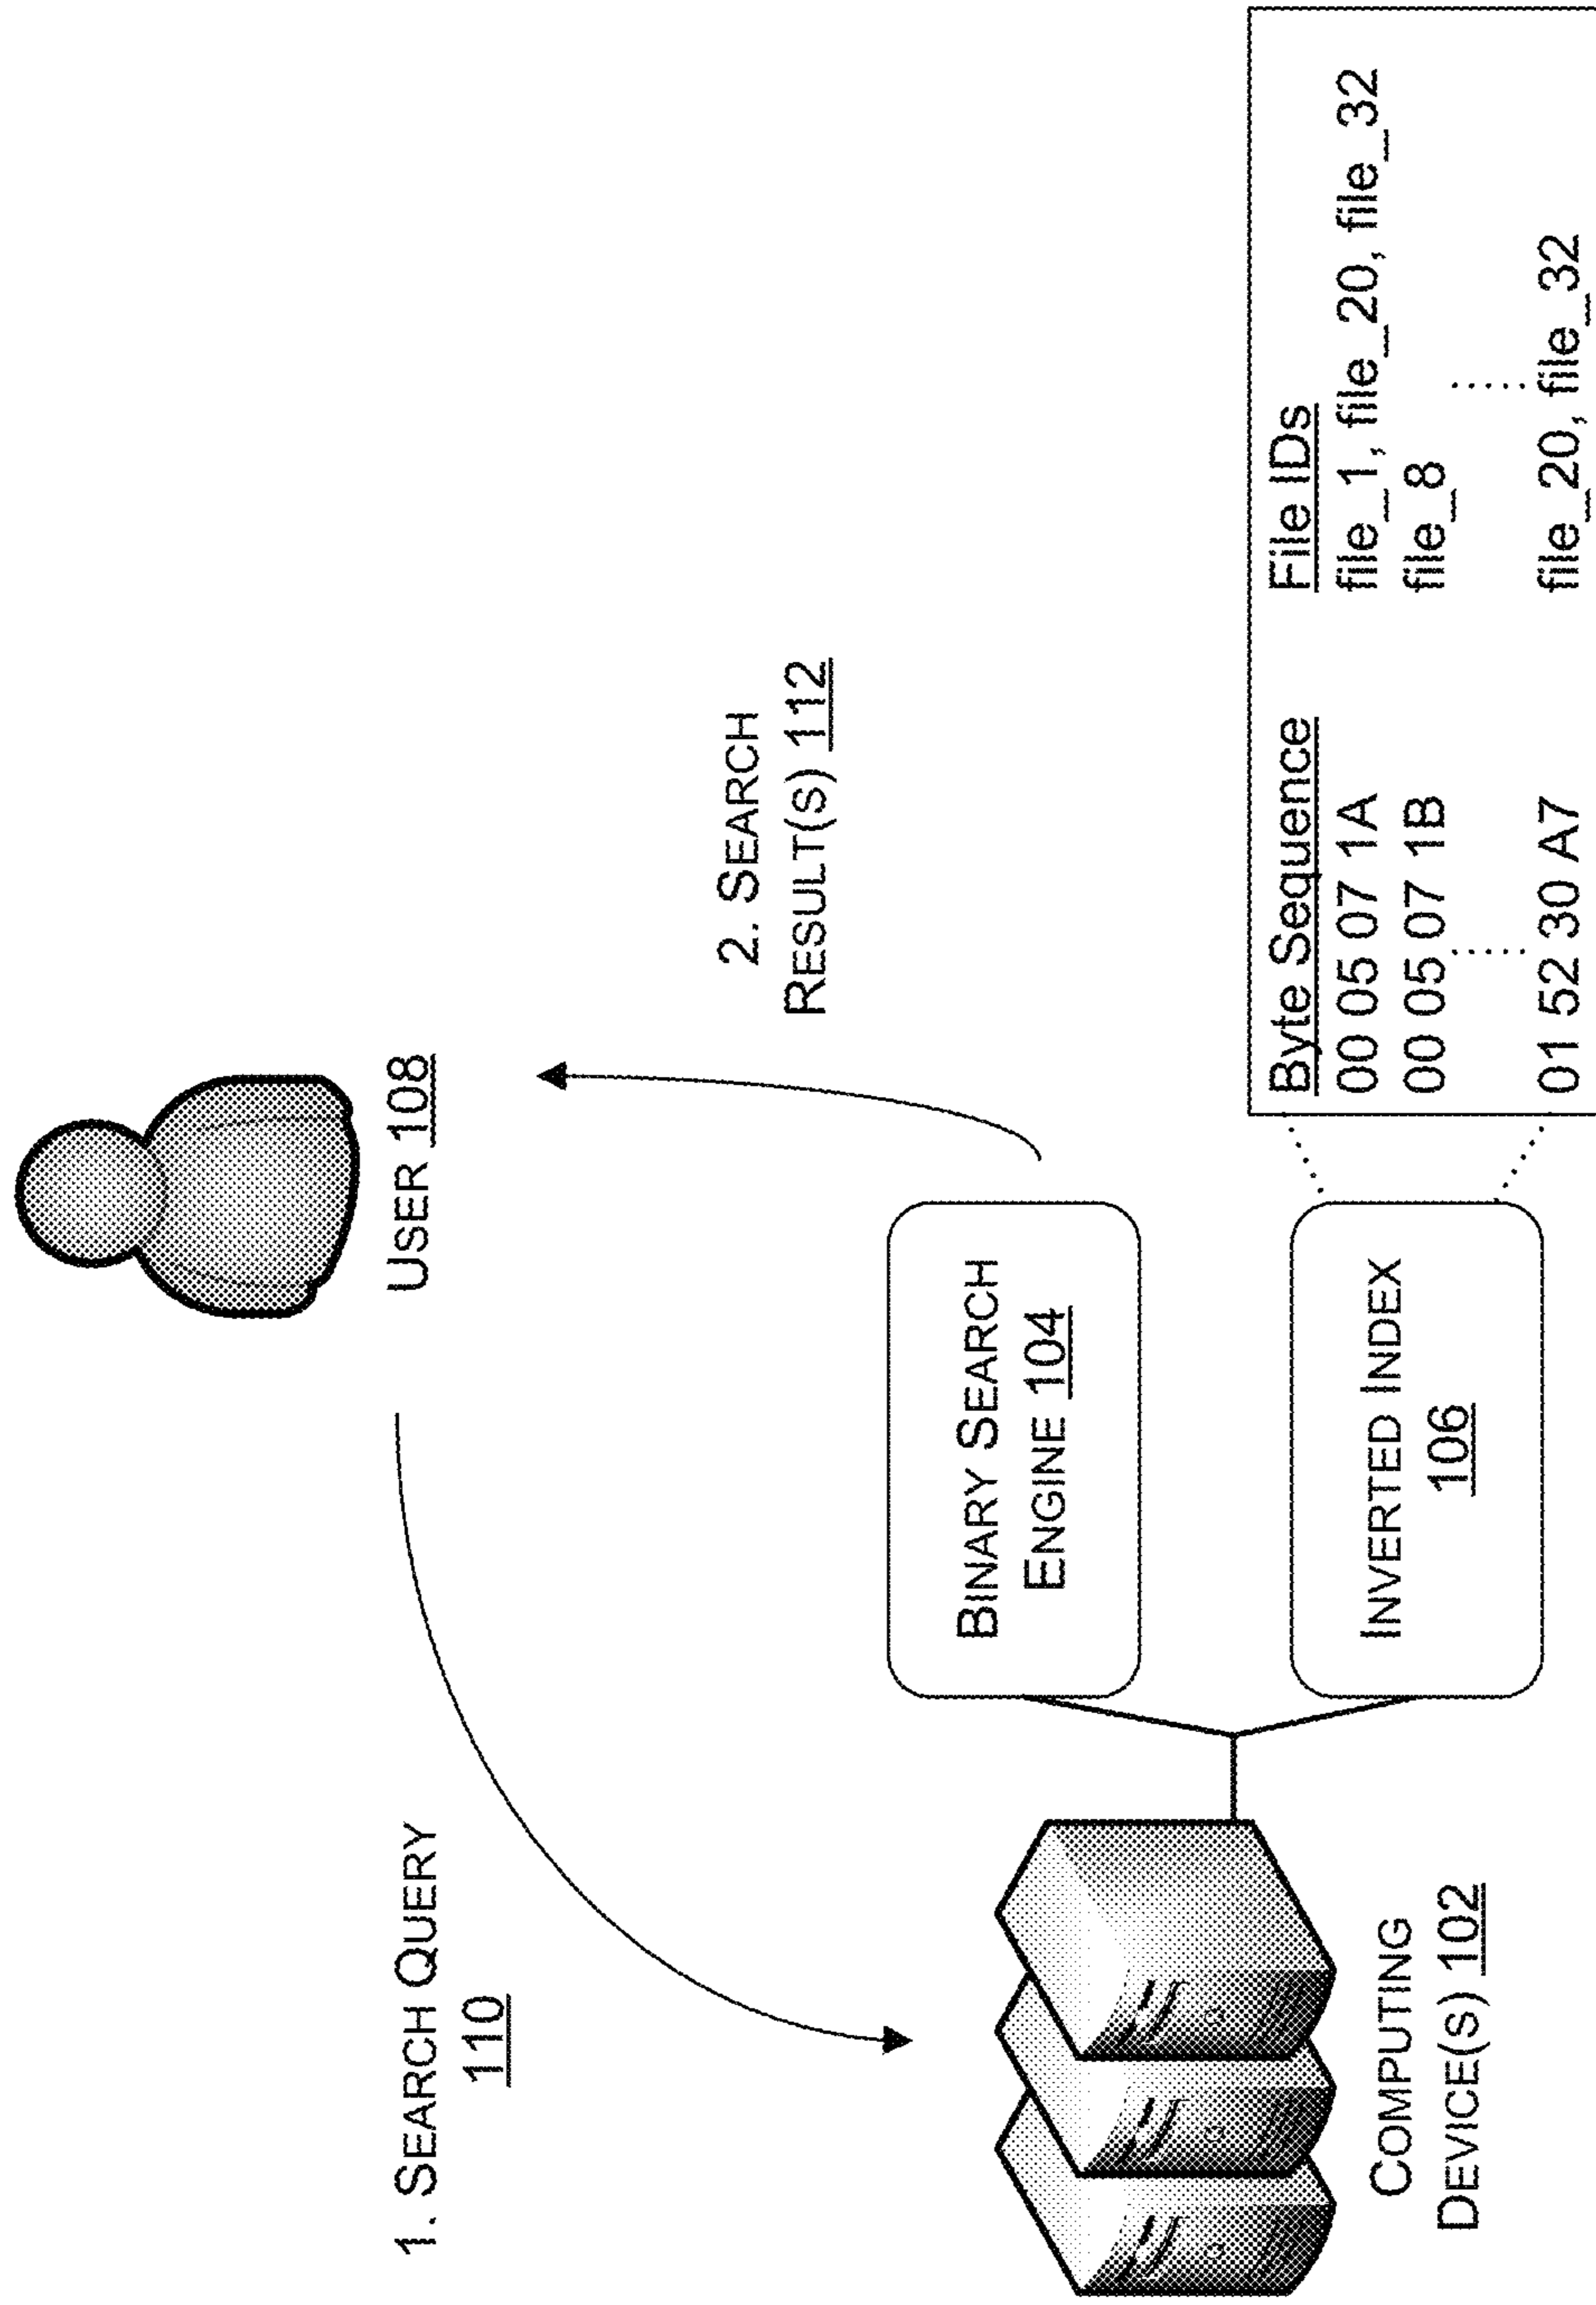 USER 108
1. SEARCH QUERY
110
2. SEARCH
RESULT(S) 112
BINARY SEARCH
ENGINE 104
COMPUTING
DEVICE(S) 102
INVERTED INDEX
106
Byte Sequence File IDs
00 05 07 1A file_1, file_20, file_32
00 05 07 1B file_8
01 52 30 A7 file_20, file_32